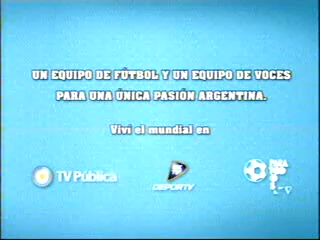 UN EQUIPO DE FÚTBOL Y UN EQUIPO DE VOCES
PARA UNA ÚNICA PASIÓN ARGENTINA.
Viví el mundial en
TV Pública
DEPORTV